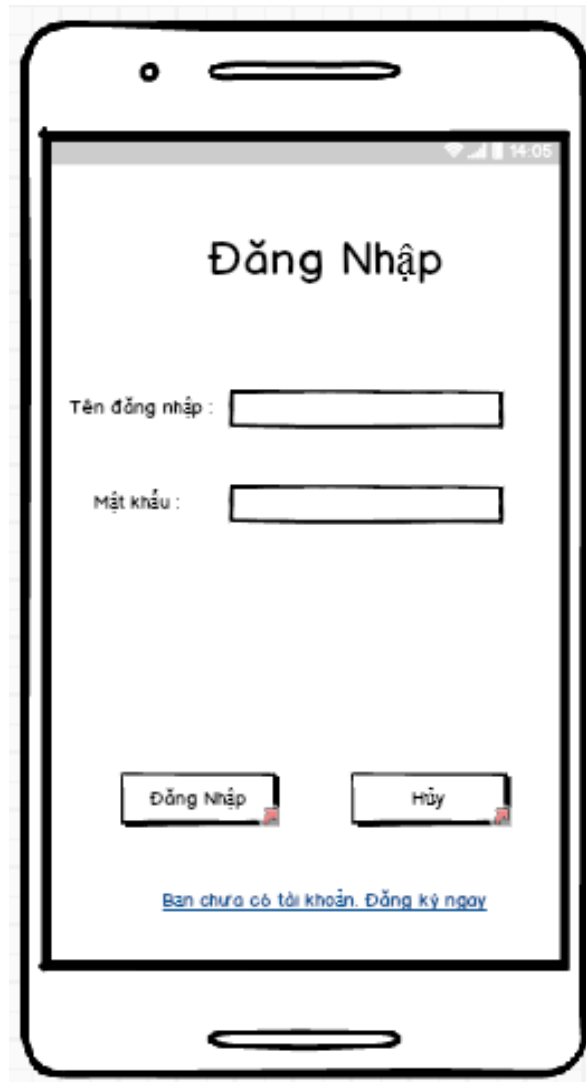 14:05
Đăng Nhập
Tên đăng nhập :
Mật khẩu :
Đăng Nhập
Hủy
Bạn chưa có tài khoản. Đăng ký ngay